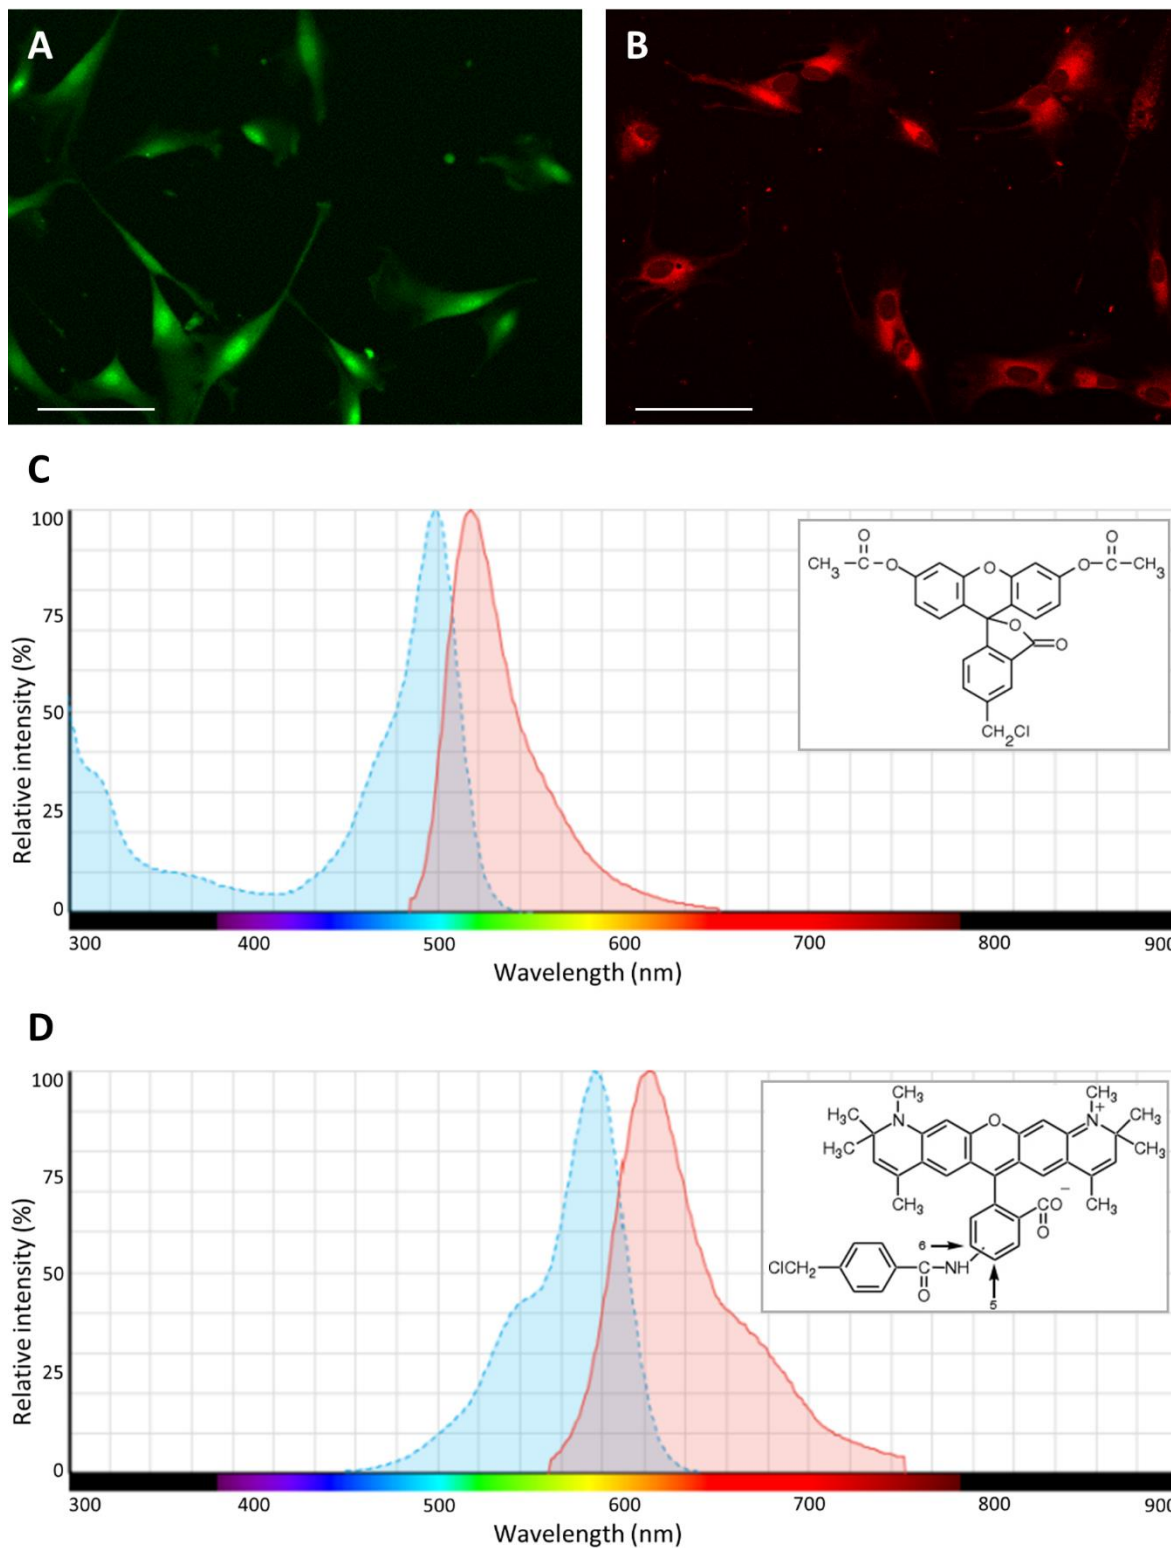 A
B
C
100
75
50
25
0
Relative intensity (%)
300 400 500 600 700 800 900
Wavelength (nm)
O
O
CH₃ – C – O
O
O – C – CH₃
O
O
CH₂Cl
D
100
75
50
25
0
Relative intensity (%)
300 400 500 600 700 800 900
Wavelength (nm)
CH₃
CH₃
H₃C
N
O
N⁺
CH₃
H₃C
CH₃
CH₃
CH₃
CO⁻
O
6
ClCH₂
C – NH
O
5